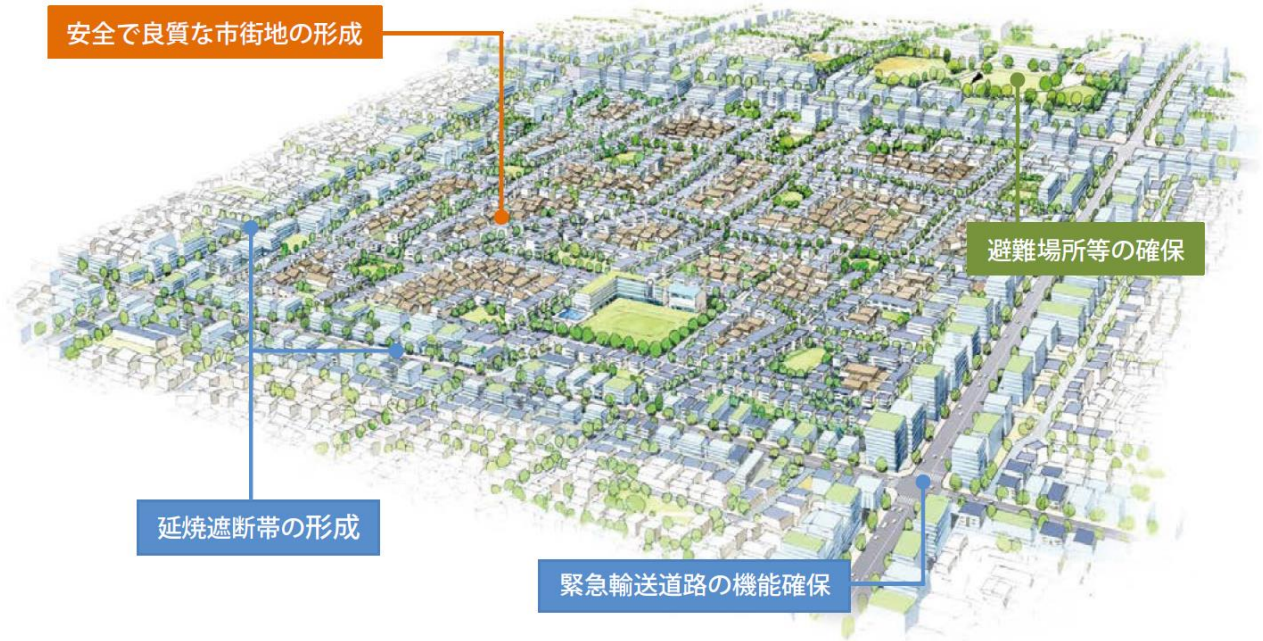 安全で良質な市街地の形成
避難場所等の確保
延焼遮断帯の形成
緊急輸送道路の機能確保